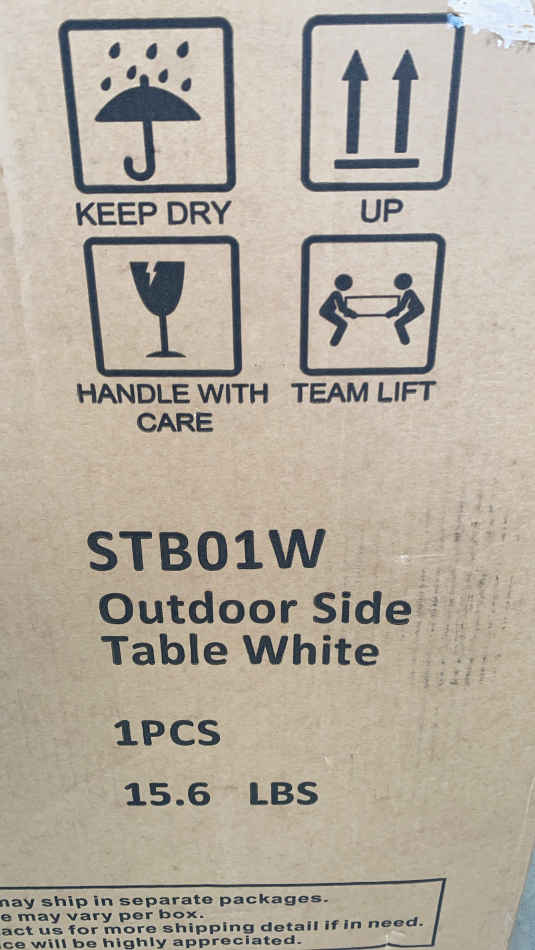 KEEP DRY
UP
HANDLE WITH
CARE
TEAM LIFT
STB01W
Outdoor Side
Table White
1PCS
15.6 LBS
may ship in separate packages.
may vary per box.
us for more shipping detail if in need.
will be highly appreciated.